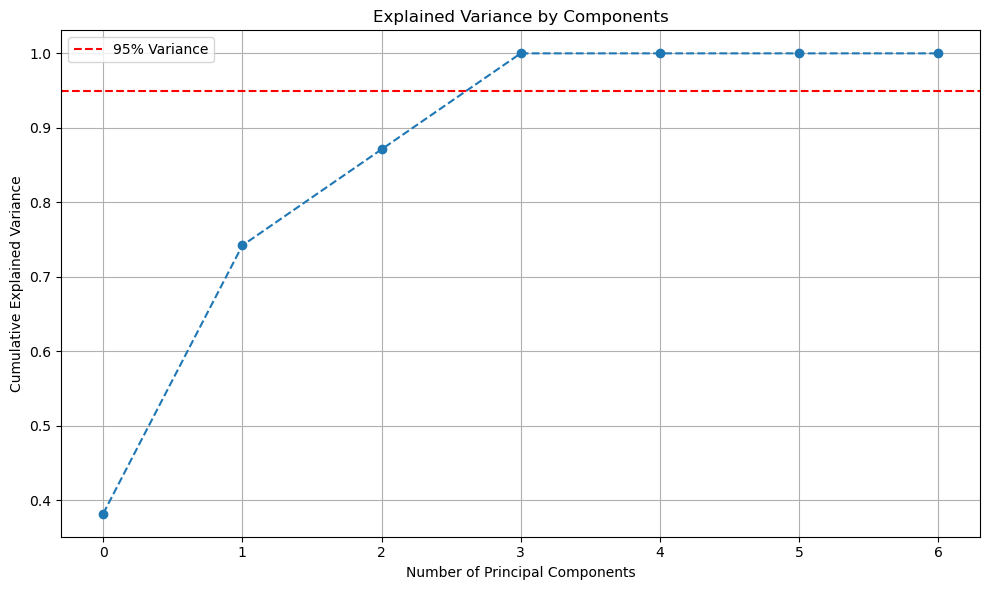 Explained Variance by Components
95% Variance
Cumulative Explained Variance
1.0
0.9
0.8
0.7
0.6
0.5
0.4
0 1 2 3 4 5 6
Number of Principal Components